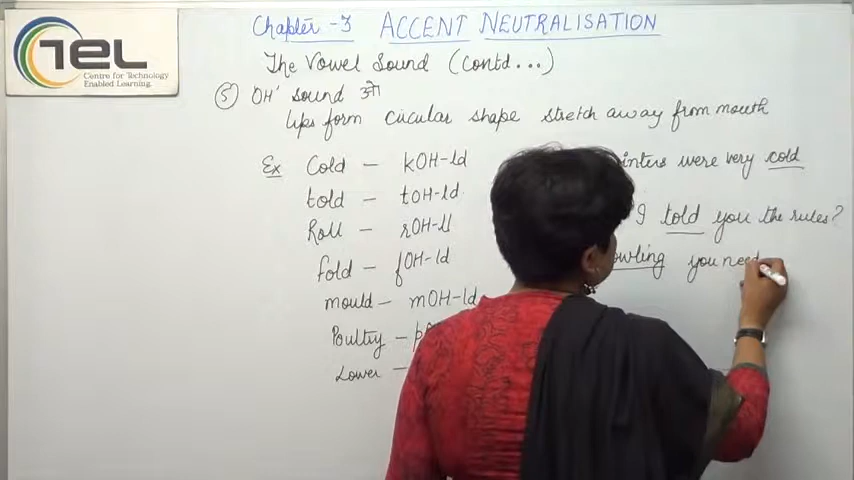 TEL
Centre for Technology
Enabled Learning.
Chapter - 3 ACCENT NEUTRALISATION
The Vowel Sound (Contd...)
5) 'OH' sound ओ
lips form circular shape stretch away from mouth
Ex Cold - kOH-ld
told - tOH-ld
Roll - rOH-ll
fold - fOH-ld
mould - mOH-ld
Poultry -
Lower -
were very cold
I told you the rules?
you need